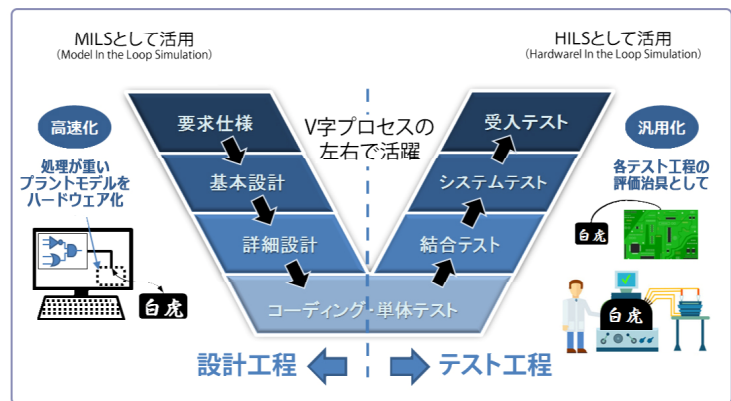 MILSとして活用
(Model In the Loop Simulation)
HILSとして活用
(Hardwarel In the Loop Simulation)
高速化
処理が重い
プラントモデルを
ハードウェア化
白虎
要求仕様
基本設計
詳細設計
コーディング・単体テスト
V字プロセスの
左右で活躍
受入テスト
システムテスト
結合テスト
汎用化
各テスト工程の
評価治具として
白虎
白虎
設計工程
テスト工程